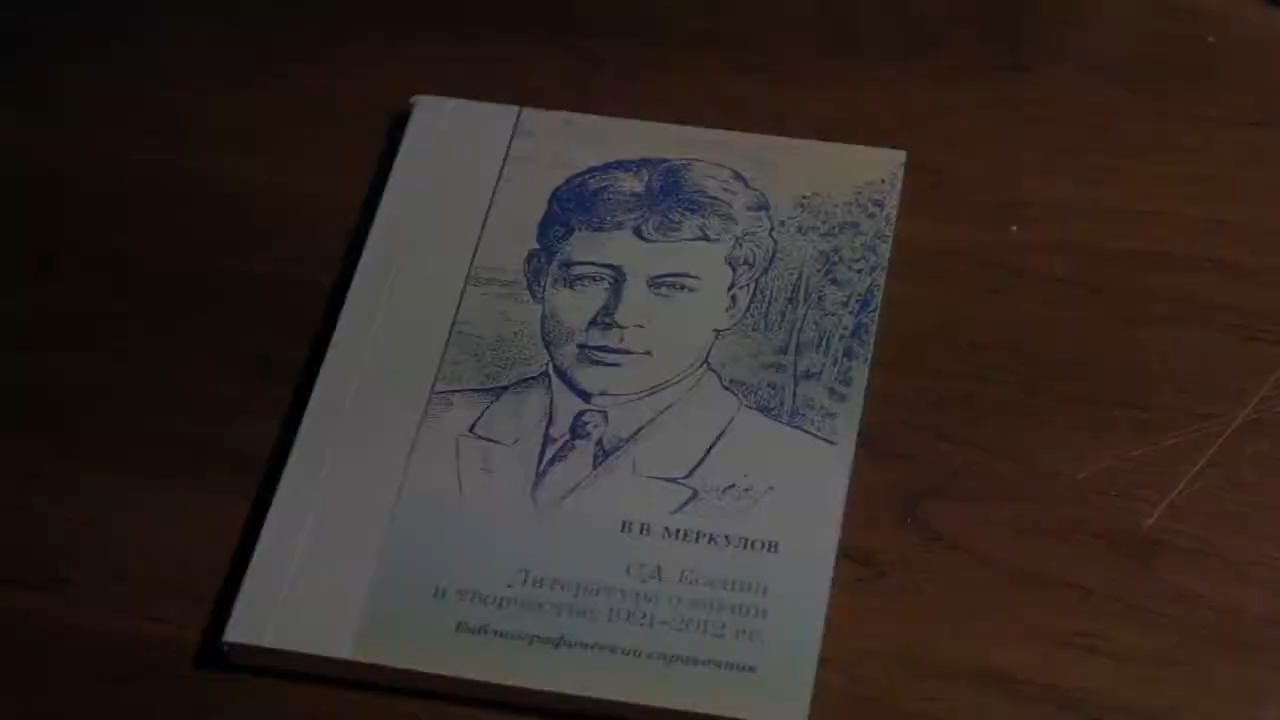 В.В. МЕРКУЛОВ
С.А. Есенин
Литература о жизни
и творчестве: 1921–2012 гг.
Библиографический справочник